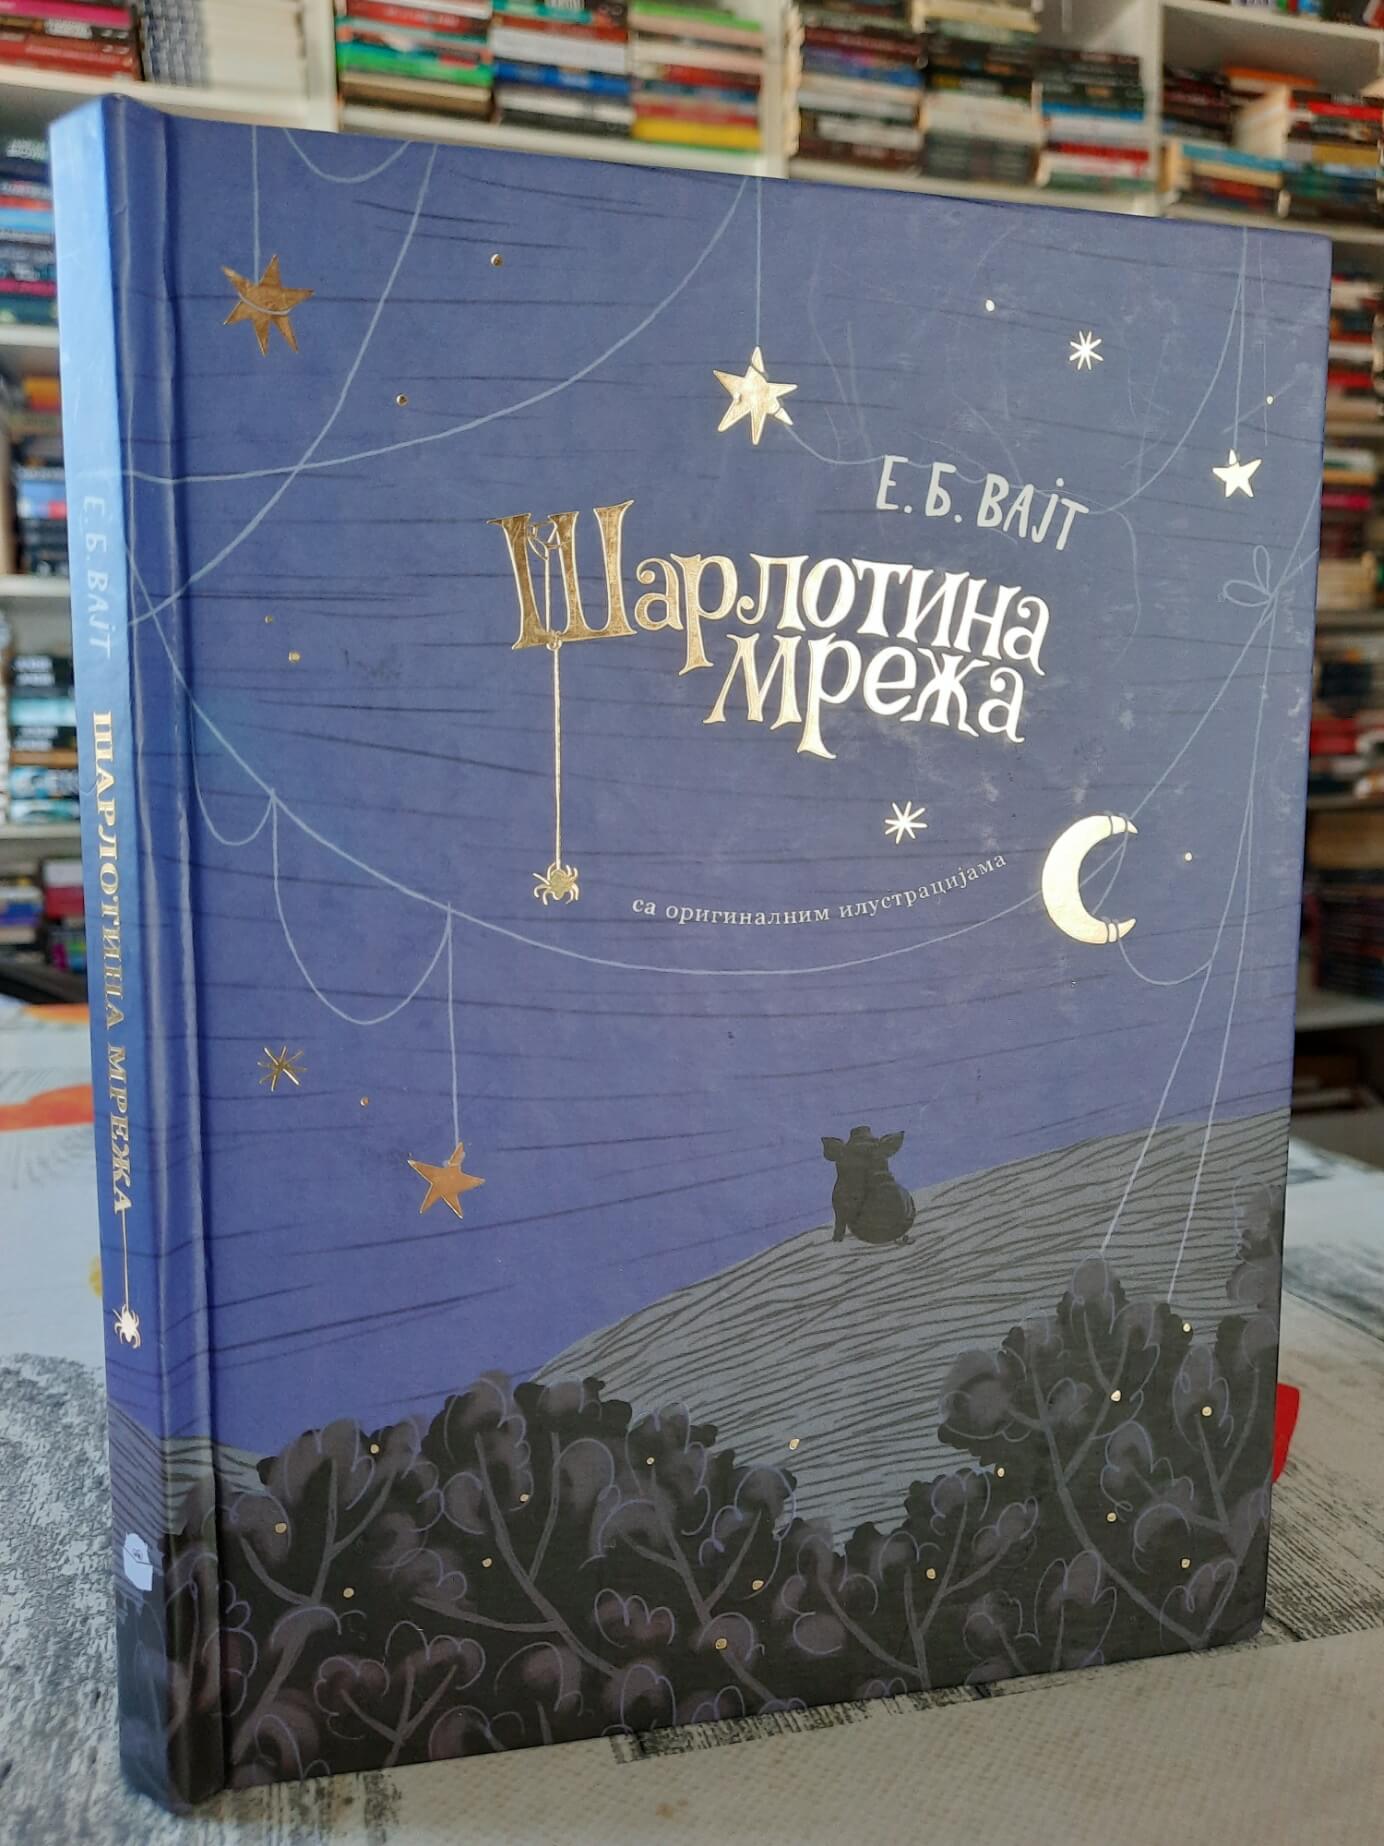 Е. Б. ВАЈТ
Шарлотина
мрежа
са оригиналним илустрацијама
Е. Б. ВАЈТ ШАРЛОТИНА МРЕЖА